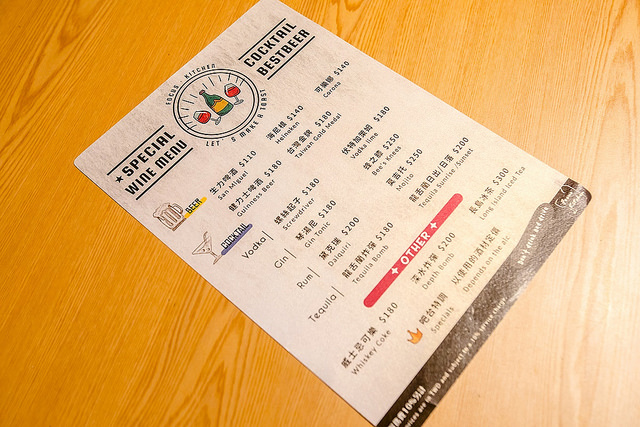 FOCUS · KITCHEN
LET'S MAKE A TOAST
★ SPECIAL
WINE MENU
COCKTAIL
BESTBEER
BEER
生力啤酒 $110
San Miguel
海尼根 $140
Heineken
可樂娜 $140
Corona
健力士啤酒 $180
Guinness Beer
台灣金牌 $180
Taiwan Gold Medal
COCKTAIL
Vodka
螺絲起子 $180
Screwdriver
伏特加萊姆 $180
Vodka lime
Gin
琴湯尼 $180
Gin Tonic
蜂之膝 $250
Bee's Knees
Rum
黛克瑞 $200
Daiquiri
莫吉托 $250
Mojito
Tequila
龍舌蘭炸彈 $180
Tequila Bomb
龍舌蘭日出/日落 $200
Tequila Sunrise/Sunset
OTHER
威士忌可樂 $180
Whiskey Coke
深水炸彈 $200
Depth Bomb
長島冰茶 $300
Long Island Iced Tea
吧台特調 以使用的酒材定價
Specials Depends on the alc